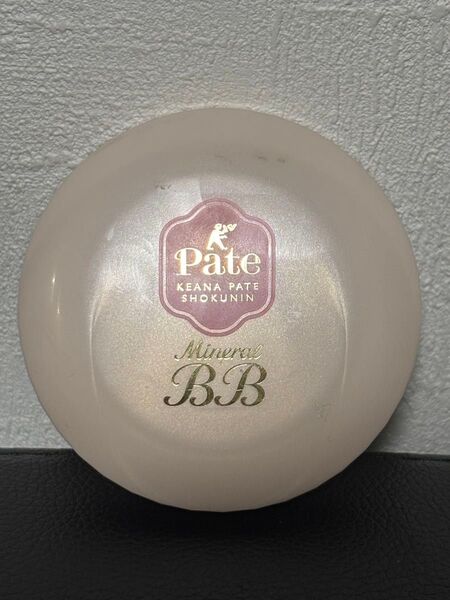 Pate
KEANA PATE
SHOKUNIN
Mineral
BB